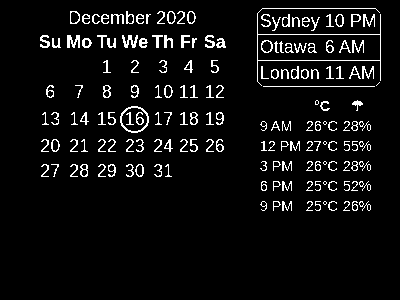 December 2020
Su Mo Tu We Th Fr Sa
1 2 3 4 5
6 7 8 9 10 11 12
13 14 15 16 17 18 19
20 21 22 23 24 25 26
27 28 29 30 31
Sydney 10 PM
Ottawa 6 AM
London 11 AM
°C ☂
9 AM 26°C 28%
12 PM 27°C 55%
3 PM 26°C 28%
6 PM 25°C 52%
9 PM 25°C 26%